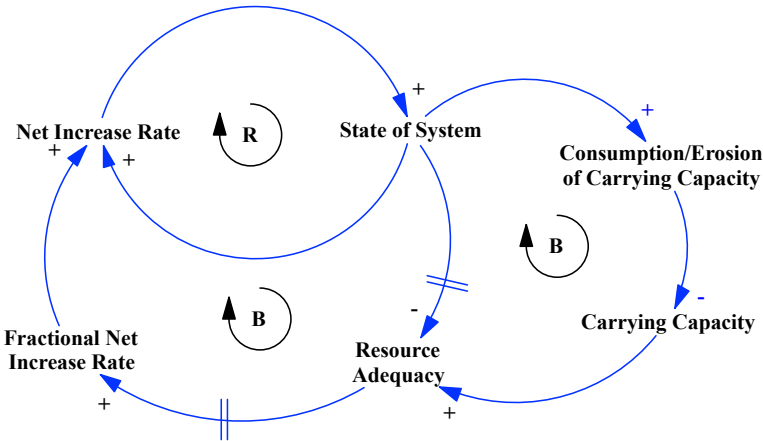 +
Net Increase Rate
+
+
R
State of System
+
Consumption/Erosion
of Carrying Capacity
B
-
Carrying Capacity
B
-
Fractional Net
Increase Rate
Resource
Adequacy
+
+